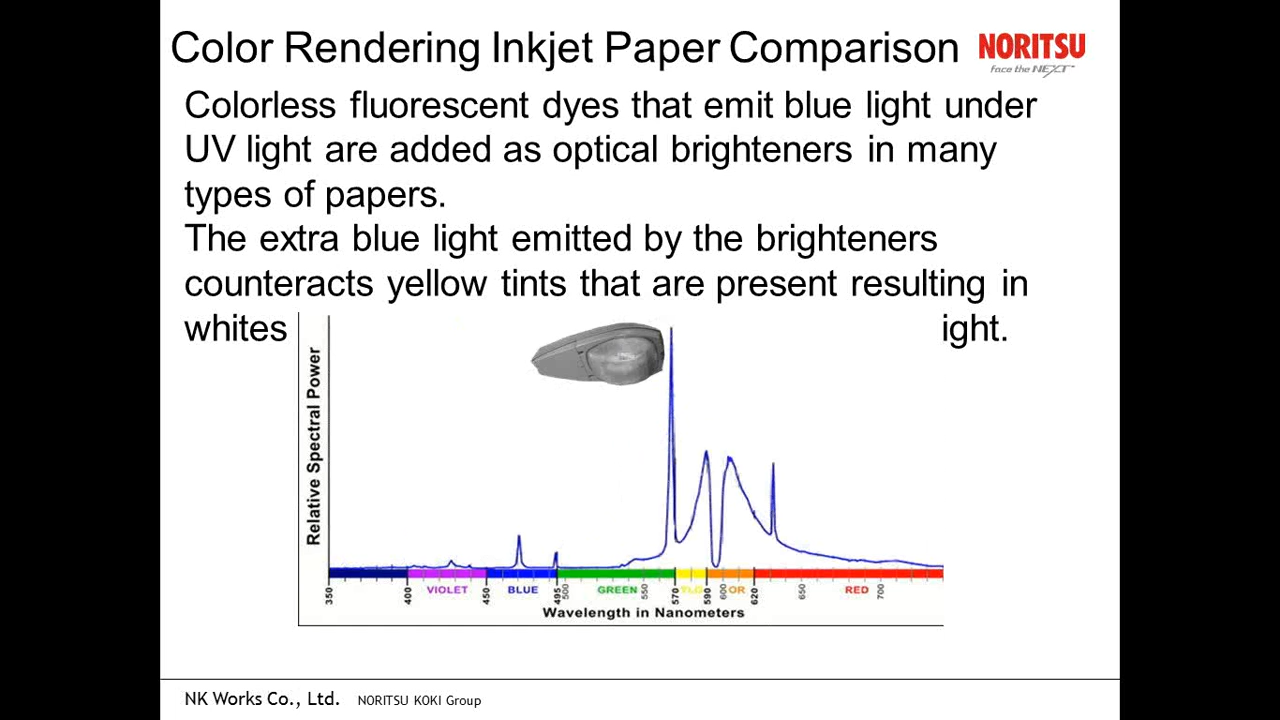 Color Rendering Inkjet Paper Comparison
NORITSU
face the NEXT
Colorless fluorescent dyes that emit blue light under
UV light are added as optical brighteners in many
types of papers.
The extra blue light emitted by the brighteners
counteracts yellow tints that are present resulting in
whites ight.
Relative Spectral Power
350 400 450 495 500 550 570 590 600 620 650 700
VIOLET BLUE GREEN OR RED
Wavelength in Nanometers
NK Works Co., Ltd. NORITSU KOKI Group